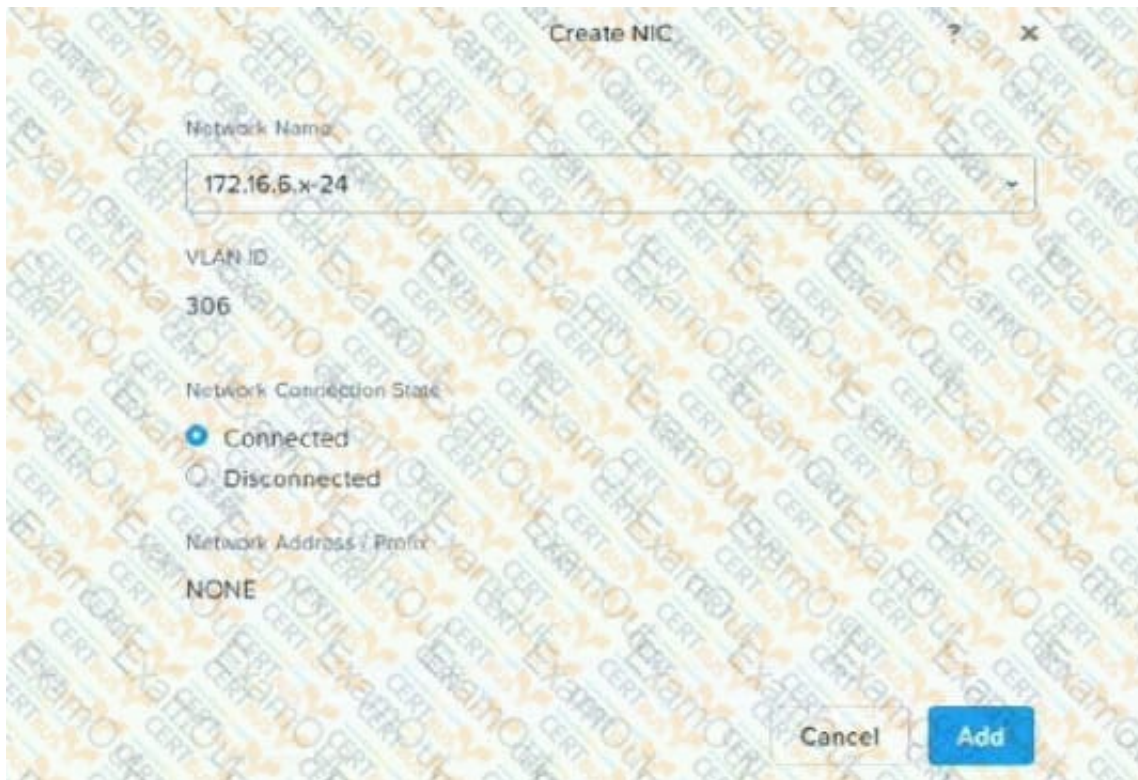 Create NIC ? ×
Network Name
172.16.6.x-24
VLAN ID
306
Network Connection State
Connected
Disconnected
Network Address / Prefix
NONE
Cancel Add